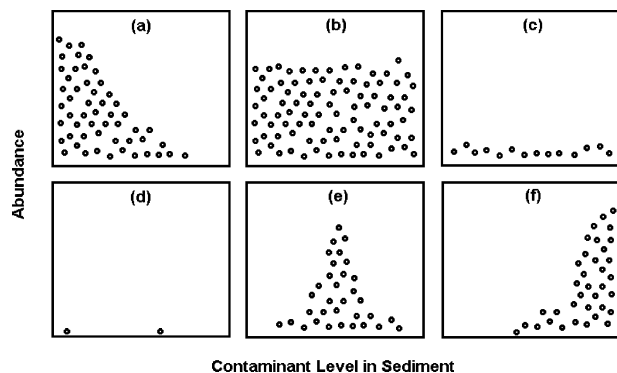 (a) (b) (c)
Abundance
(d) (e) (f)
Contaminant Level in Sediment